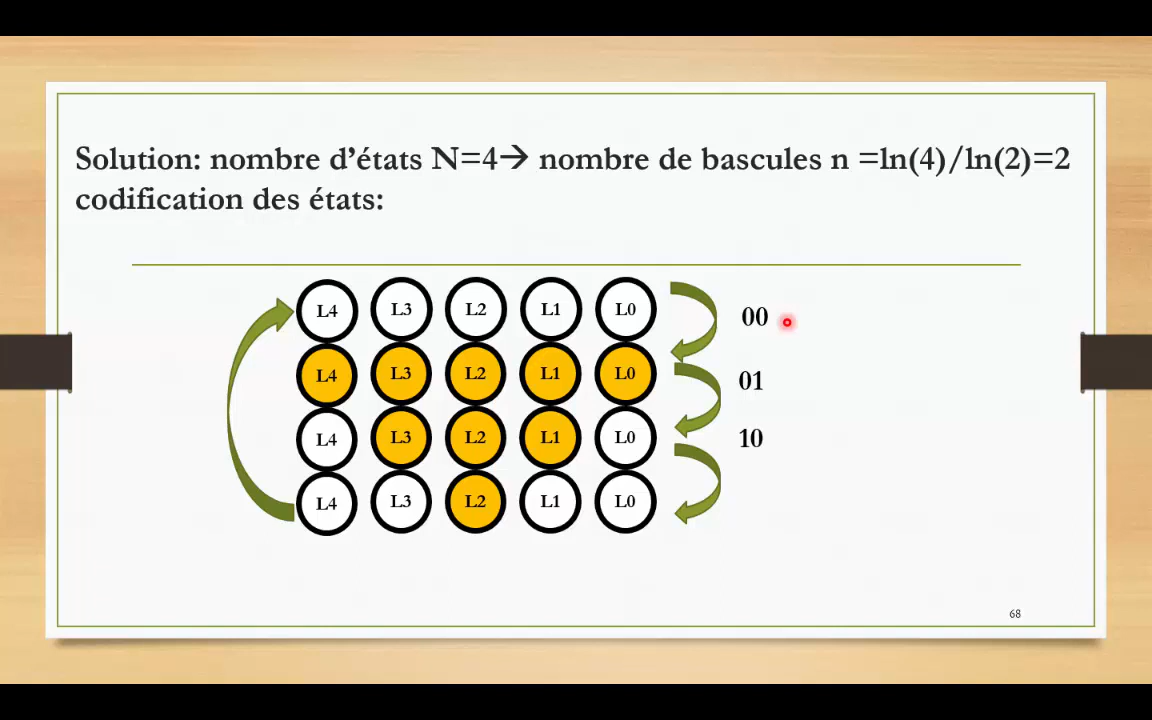 Solution: nombre d’états N=4→ nombre de bascules n =ln(4)/ln(2)=2
codification des états:
L4 L3 L2 L1 L0 00
L4 L3 L2 L1 L0 01
L4 L3 L2 L1 L0 10
L4 L3 L2 L1 L0
68